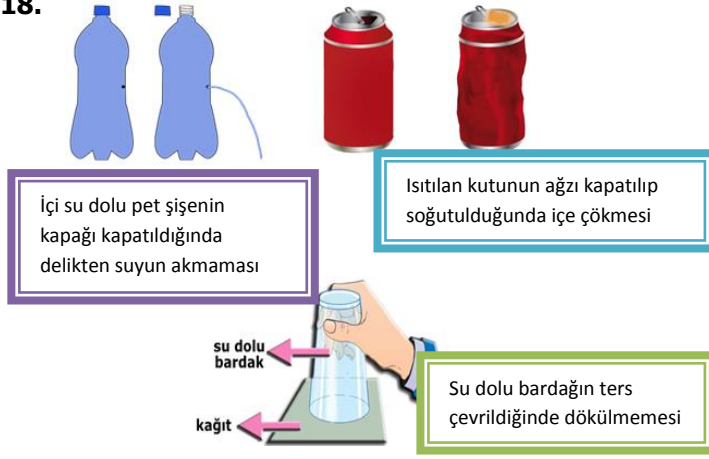 18.
İçi su dolu pet şişenin
kapağı kapatıldığında
delikten suyun akmaması
Isıtılan kutunun ağzı kapatılıp
soğutulduğunda içe çökmesi
su dolu
bardak
kağıt
Su dolu bardağın ters
çevrildiğinde dökülmemesi